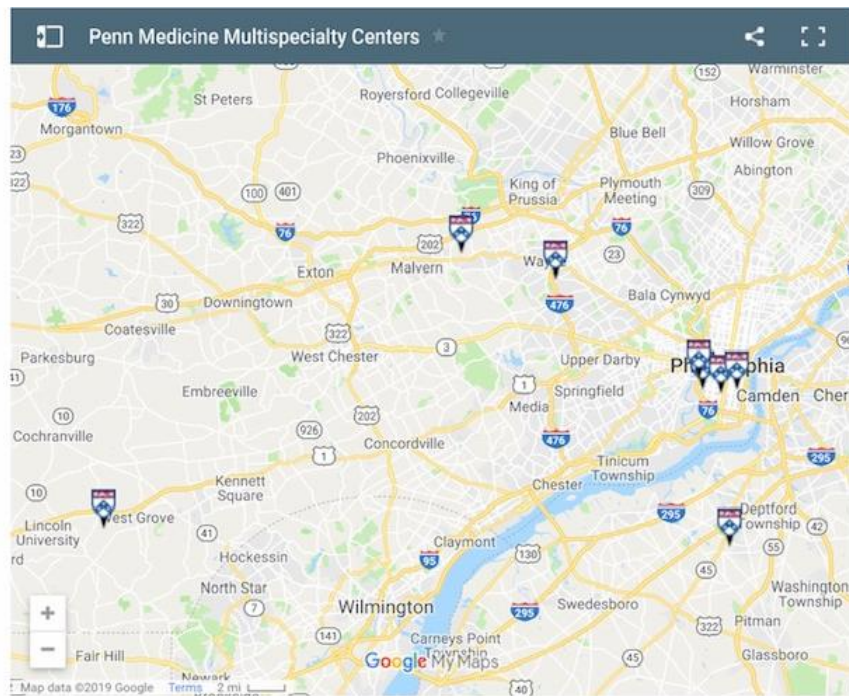 Penn Medicine Multispecialty Centers
152
Warminster
176
St Peters
Royersford
Collegeville
Horsham
Morgantown
Blue Bell
Willow Grove
23
Abington
322
Phoenixville
King of
Prussia
Plymouth
Meeting
309
100
401
322
76
202
76
Malvern
23
Exton
30
Downingtown
476
Bala Cynwyd
Coatesville
322
West Chester
3
Parkesburg
Upper Darby
1
Springfield
Camden
41
Embreeville
Media
76
10
202
Cochranville
926
Concordville
476
1
295
Tinicum
Township
Kennett
Square
Chester
10
Deptford
Township
Lincoln
University
West Grove
295
42
41
Claymont
130
55
Hockessin
95
45
North Star
Washington
Township
7
Wilmington
Swedesboro
295
322
Pitman
141
Carneys Point
Township
Fair Hill
Glassboro
45
Newark
Google My Maps
40
Map data ©2019 Google
Terms
2 mi